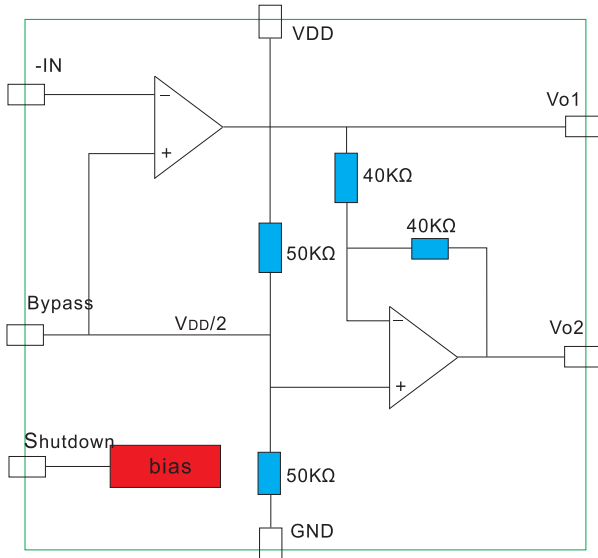 VDD
-IN
−
Vo1
+
40KΩ
40KΩ
50KΩ
Bypass
VDD/2
−
Vo2
+
Shutdown
bias
50KΩ
GND